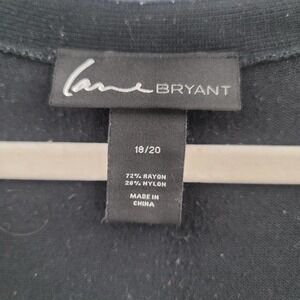 Lane BRYANT
18/20
72% RAYON
28% NYLON
MADE IN
CHINA